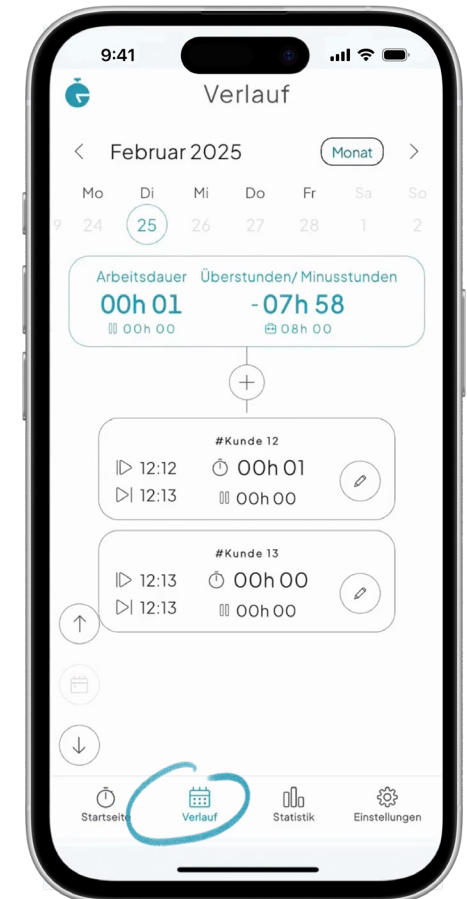 9:41
Verlauf
Februar 2025
Monat
Mo Di Mi Do Fr Sa So
9 24 25 26 27 28 1 2
Arbeitsdauer Überstunden/ Minusstunden
00h 01 -07h 58
00h 00 08h 00
#Kunde 12
12:12 00h 01
12:13 00h 00
#Kunde 13
12:13 00h 00
12:13 00h 00
Startseite Verlauf Statistik Einstellungen